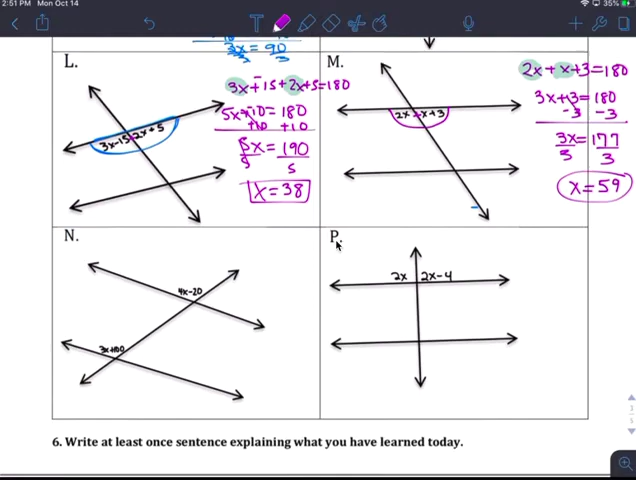 2:51 PM Mon Oct 14
35%
3x = 90
3 3
L.
3x-15
2x+5
3x+-15+2x+5=180
5x+-10=180
+10 +10
5x = 190
5 5
x = 38
M.
2x
x+3
2x+x+3=180
3x+3=180
-3 -3
3x=177
3 3
x=59
N.
4x-20
P.
2x
2x-4
6. Write at least once sentence explaining what you have learned today.